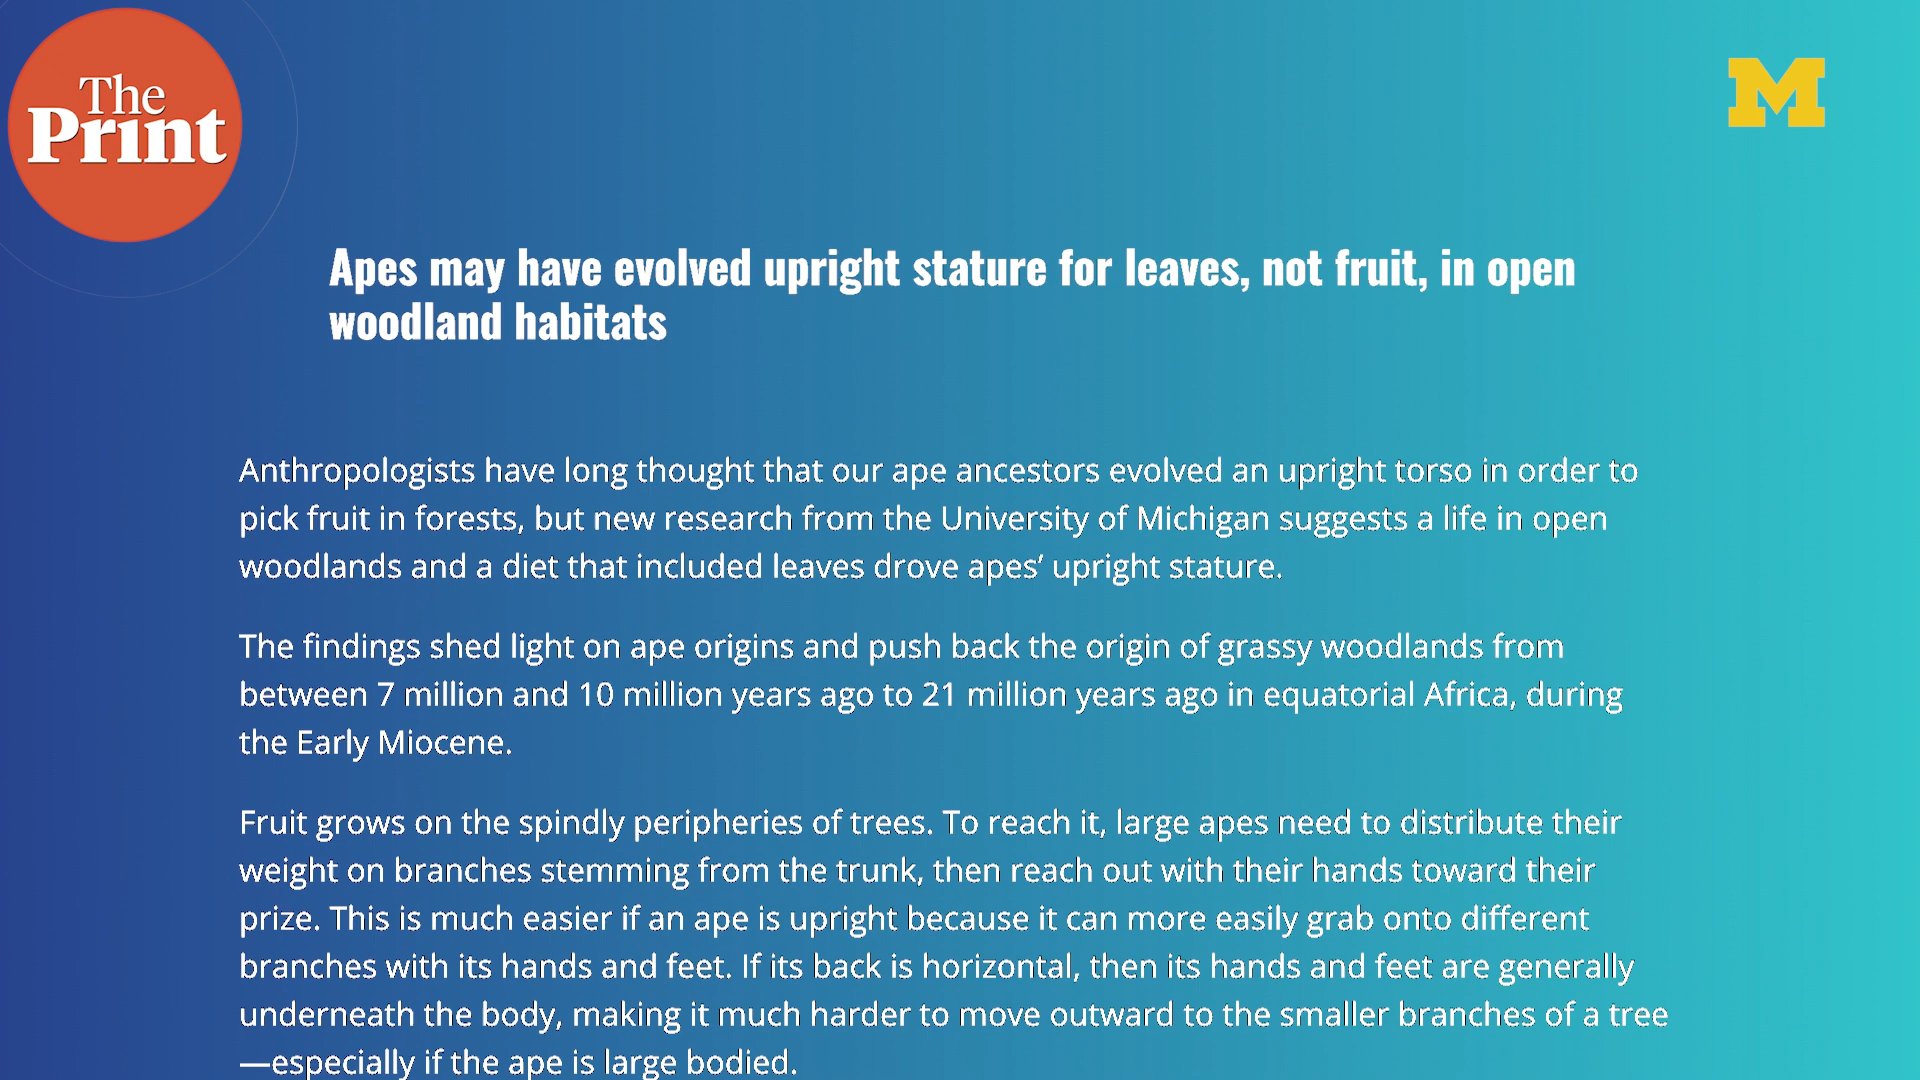 The
Print
M
Apes may have evolved upright stature for leaves, not fruit, in open
woodland habitats
Anthropologists have long thought that our ape ancestors evolved an upright torso in order to
pick fruit in forests, but new research from the University of Michigan suggests a life in open
woodlands and a diet that included leaves drove apes’ upright stature.
The findings shed light on ape origins and push back the origin of grassy woodlands from
between 7 million and 10 million years ago to 21 million years ago in equatorial Africa, during
the Early Miocene.
Fruit grows on the spindly peripheries of trees. To reach it, large apes need to distribute their
weight on branches stemming from the trunk, then reach out with their hands toward their
prize. This is much easier if an ape is upright because it can more easily grab onto different
branches with its hands and feet. If its back is horizontal, then its hands and feet are generally
underneath the body, making it much harder to move outward to the smaller branches of a tree
—especially if the ape is large bodied.